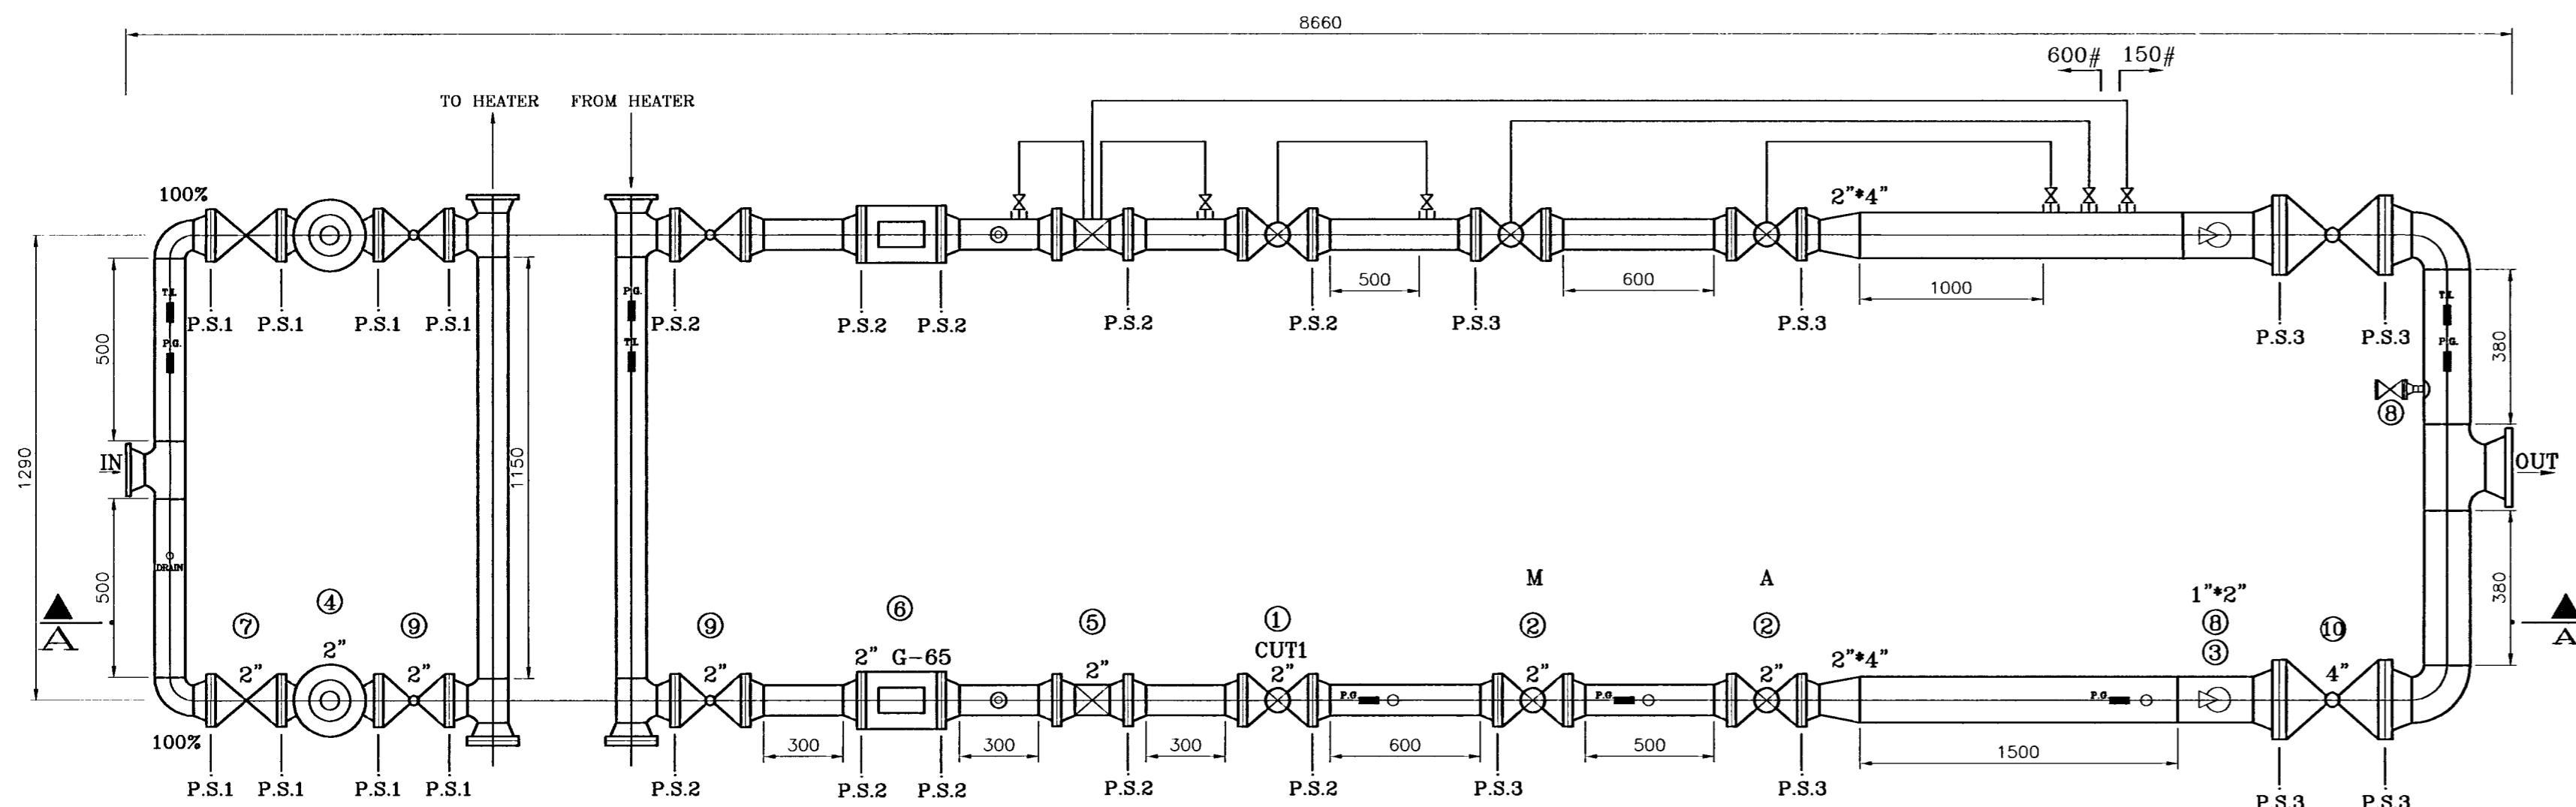 8660
600# 150#
TO HEATER FROM HEATER
100%
2"*4"
500 600 1000
T.I. P.G. T.I.
P.S.1 P.S.1 P.S.1 P.S.1 P.S.2 P.S.2 P.S.2 P.S.2 P.S.2 P.S.3 P.S.3 P.S.3 P.S.3
P.G. T.I. P.G.
500 380
8
1290 IN 1150 OUT
DRAIN
500 380
M A
4 6 1 1"*2"
7 9 9 5 2 2 8 10
A A
CUT1 3
2" 2" 2" 2" 2" G-65 2" 2" 2" 2" 2"*4" 4"
P.G P.G P.G
100%
300 300 300 600 500 1500
P.S.1 P.S.1 P.S.1 P.S.1 P.S.2 P.S.2 P.S.2 P.S.2 P.S.2 P.S.3 P.S.3 P.S.3 P.S.3